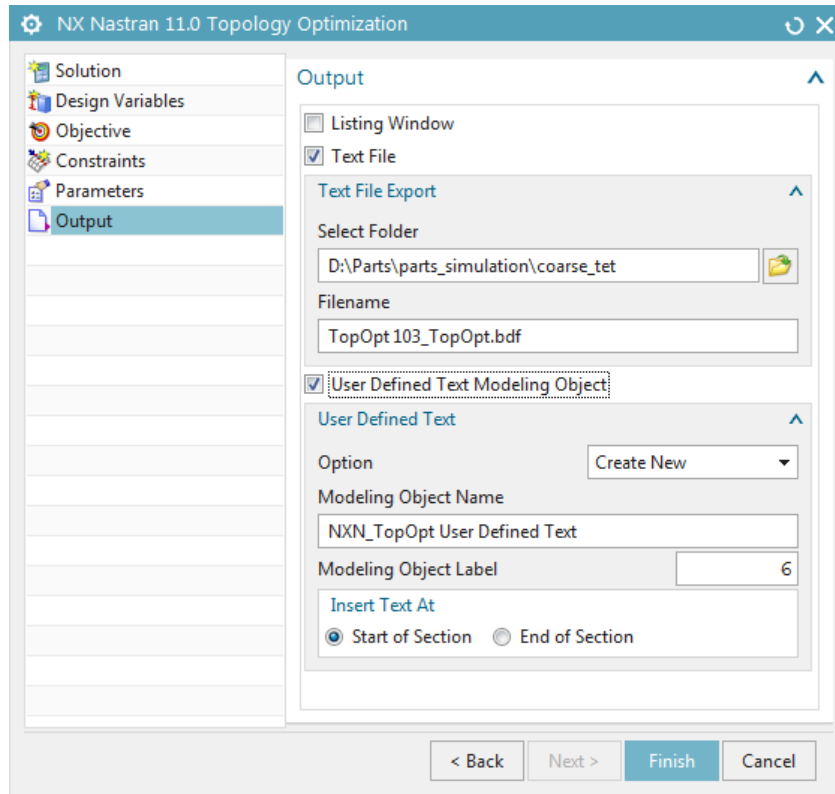 NX Nastran 11.0 Topology Optimization
Solution
Design Variables
Objective
Constraints
Parameters
Output
Output
Listing Window
Text File
Text File Export
Select Folder
D:\Parts\parts_simulation\coarse_tet
Filename
TopOpt 103_TopOpt.bdf
User Defined Text Modeling Object
User Defined Text
Option Create New
Modeling Object Name
NXN_TopOpt User Defined Text
Modeling Object Label 6
Insert Text At
Start of Section End of Section
< Back Next > Finish Cancel